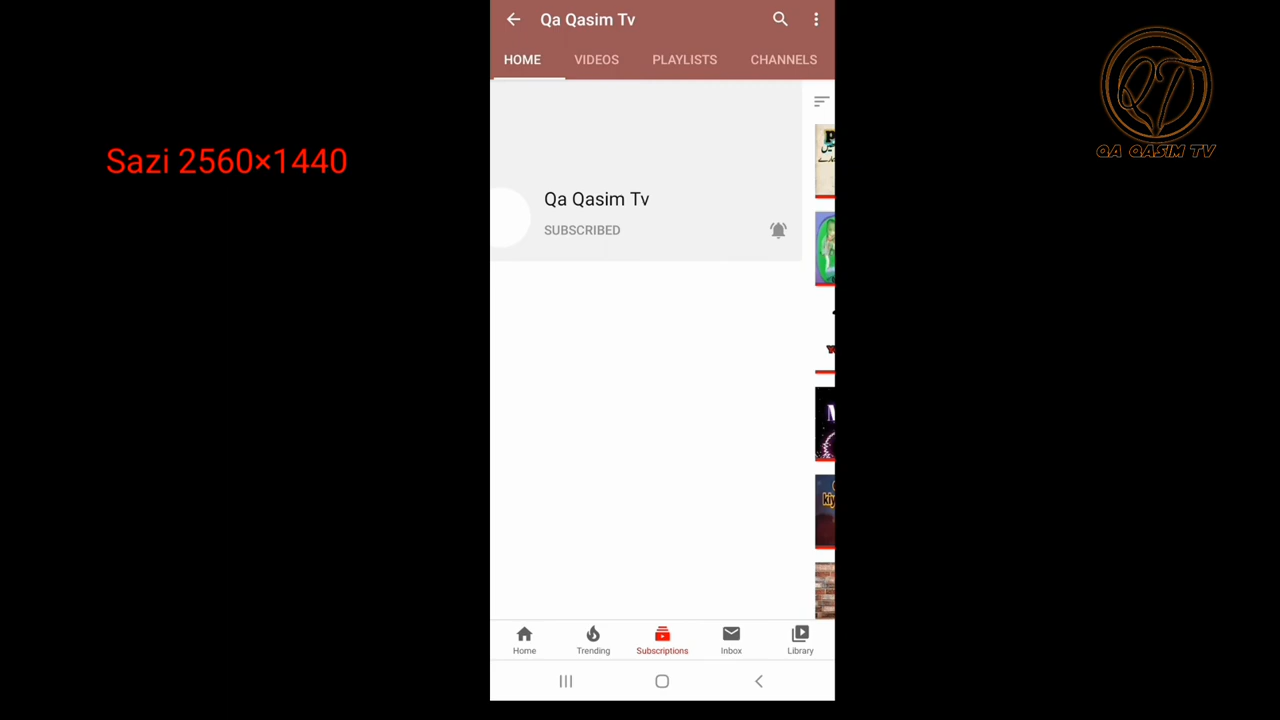 Qa Qasim Tv
HOME VIDEOS PLAYLISTS CHANNELS
QA QASIM TV
Sazi 2560×1440
Qa Qasim Tv
SUBSCRIBED
Home Trending Subscriptions Inbox Library